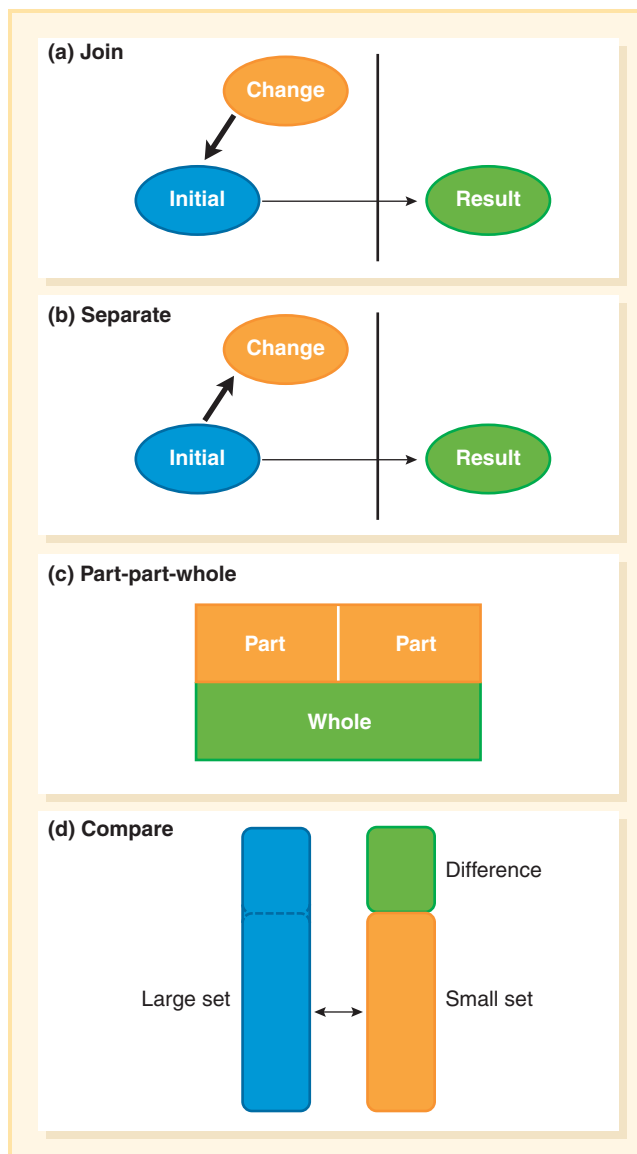 (a) Join
Change
Initial
Result
(b) Separate
Change
Initial
Result
(c) Part-part-whole
Part Part
Whole
(d) Compare
Difference
Large set
Small set